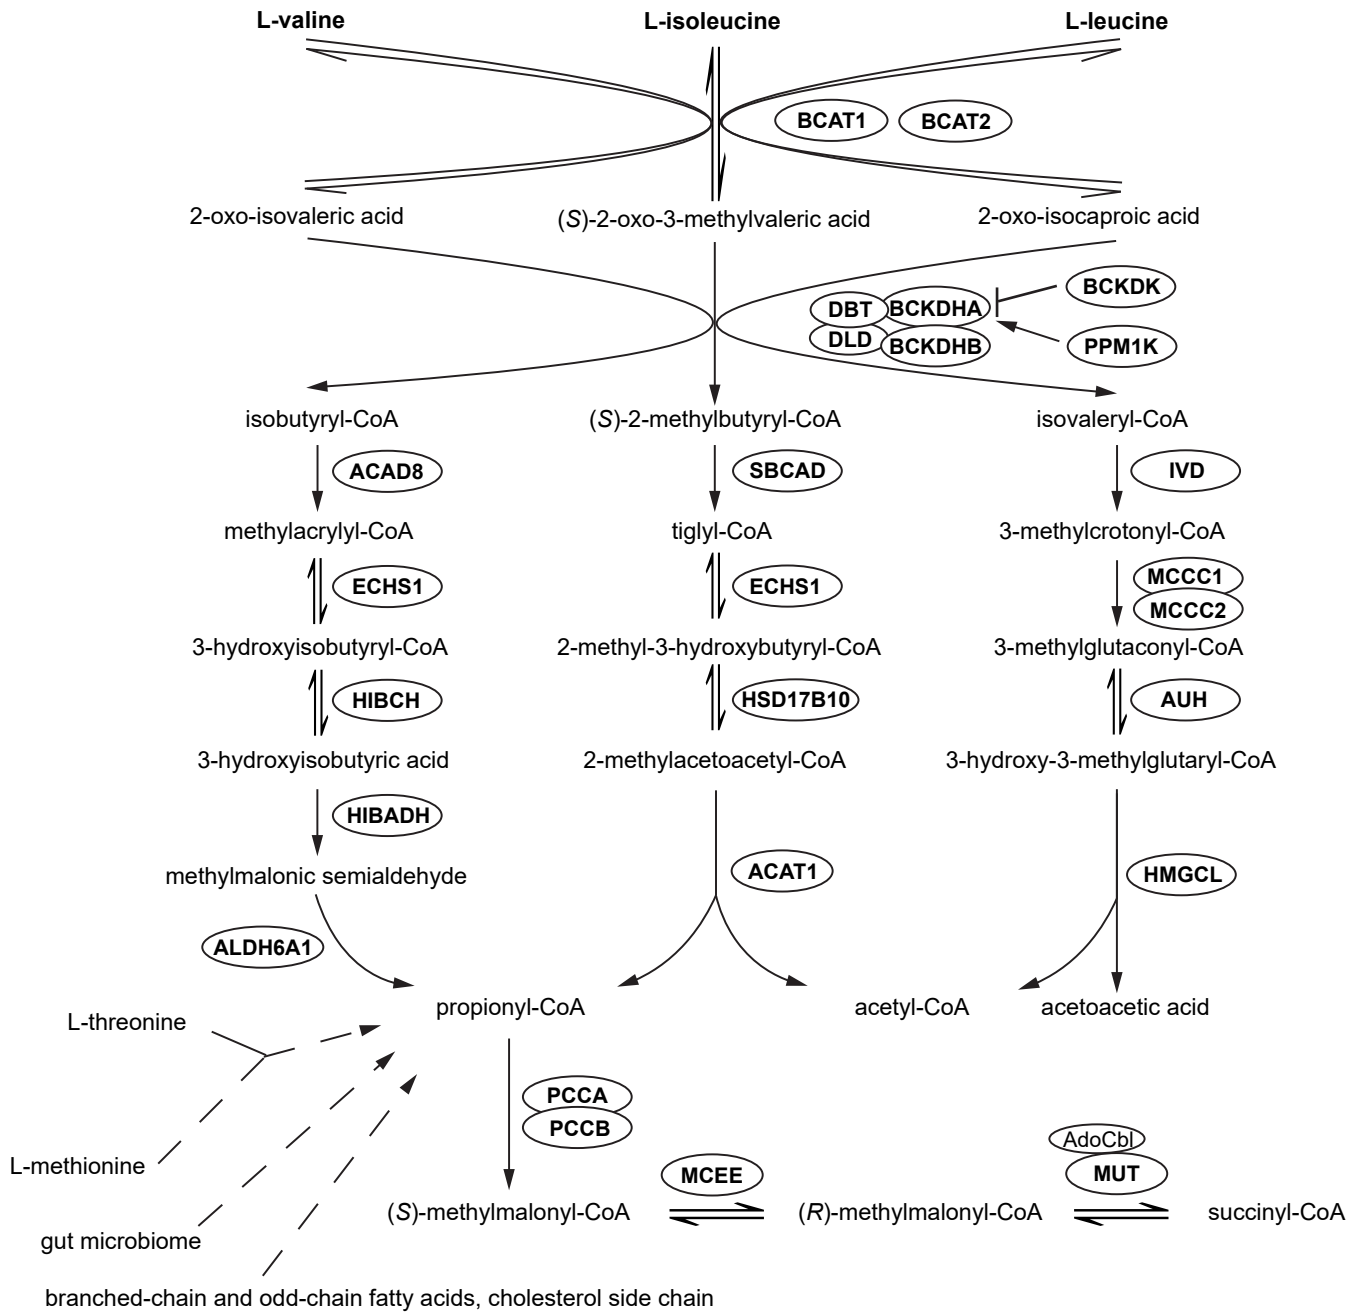 L-valine L-isoleucine L-leucine
BCAT1 BCAT2
2-oxo-isovaleric acid (S)-2-oxo-3-methylvaleric acid 2-oxo-isocaproic acid
BCKDK
DBT BCKDHA
DLD BCKDHB PPM1K
isobutyryl-CoA (S)-2-methylbutyryl-CoA isovaleryl-CoA
ACAD8 SBCAD IVD
methylacrylyl-CoA tiglyl-CoA 3-methylcrotonyl-CoA
ECHS1 ECHS1 MCCC1
MCCC2
3-hydroxyisobutyryl-CoA 2-methyl-3-hydroxybutyryl-CoA 3-methylglutaconyl-CoA
HIBCH HSD17B10 AUH
3-hydroxyisobutyric acid 2-methylacetoacetyl-CoA 3-hydroxy-3-methylglutaryl-CoA
HIBADH
methylmalonic semialdehyde ACAT1 HMGCL
ALDH6A1
propionyl-CoA acetyl-CoA acetoacetic acid
L-threonine
PCCA
PCCB
AdoCbl
L-methionine MCEE MUT
(S)-methylmalonyl-CoA (R)-methylmalonyl-CoA succinyl-CoA
gut microbiome
branched-chain and odd-chain fatty acids, cholesterol side chain